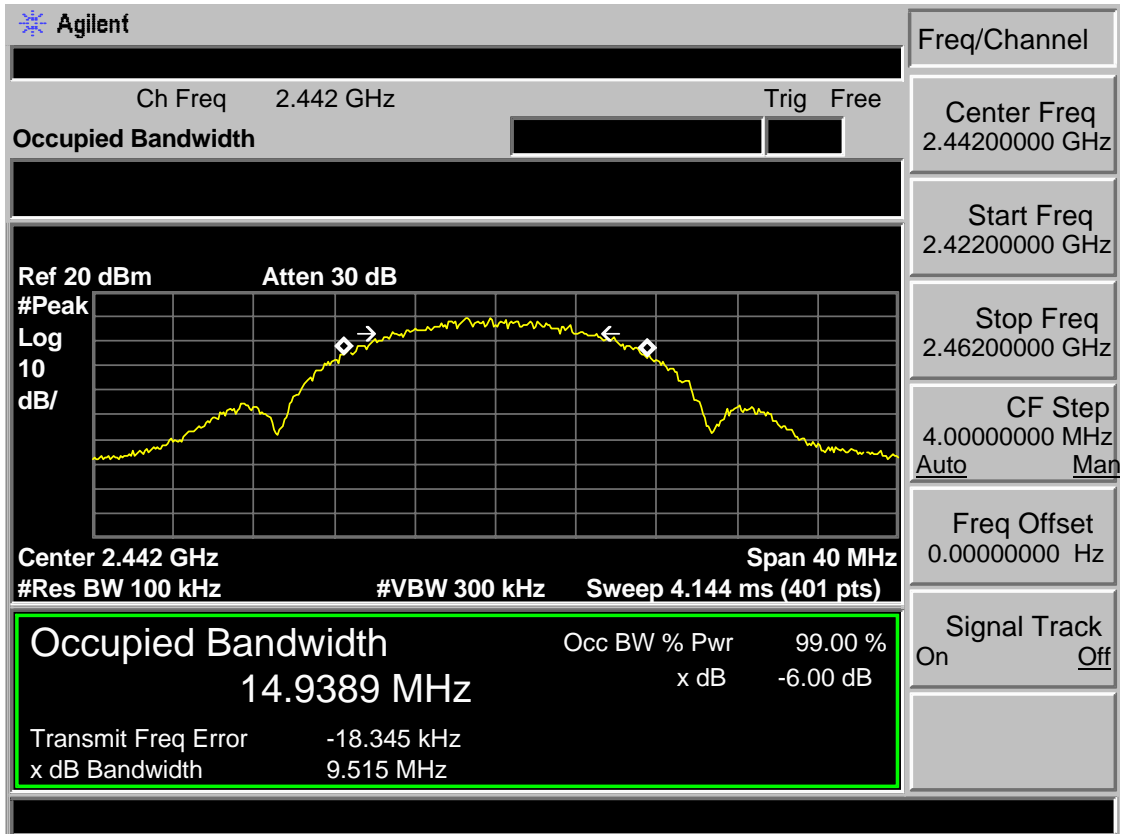 Agilent
Freq/Channel
Ch Freq 2.442 GHz Trig Free
Occupied Bandwidth
Center Freq
2.44200000 GHz
Start Freq
2.42200000 GHz
Stop Freq
2.46200000 GHz
CF Step
4.00000000 MHz
Auto Man
Freq Offset
0.00000000 Hz
Signal Track
On Off
Ref 20 dBm Atten 30 dB
#Peak
Log
10
dB/
Center 2.442 GHz Span 40 MHz
#Res BW 100 kHz #VBW 300 kHz Sweep 4.144 ms (401 pts)
Occupied Bandwidth Occ BW % Pwr 99.00 %
14.9389 MHz x dB -6.00 dB
Transmit Freq Error -18.345 kHz
x dB Bandwidth 9.515 MHz